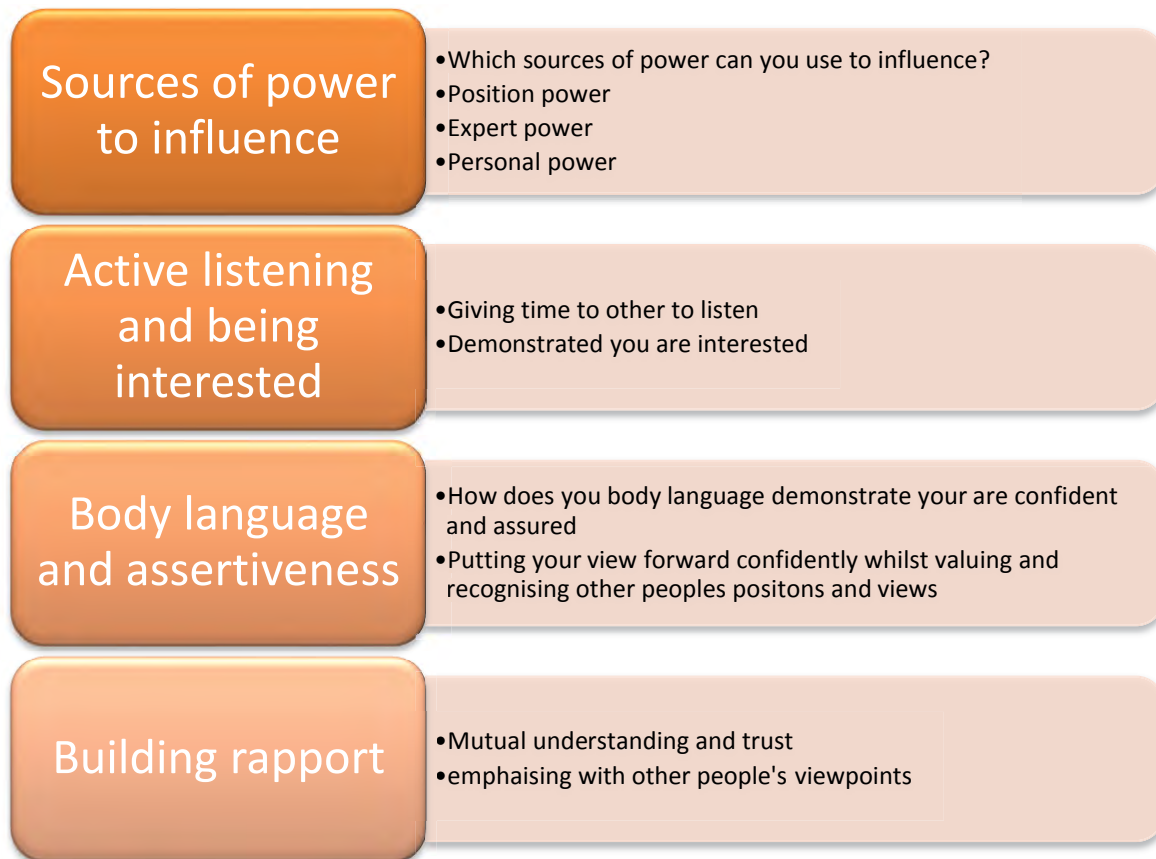 Sources of power
to influence
•Which sources of power can you use to influence?
•Position power
•Expert power
•Personal power
Active listening
and being
interested
•Giving time to other to listen
•Demonstrated you are interested
Body language
and assertiveness
•How does you body language demonstrate your are confident
and assured
•Putting your view forward confidently whilst valuing and
recognising other peoples positons and views
Building rapport
•Mutual understanding and trust
•emphaising with other people's viewpoints